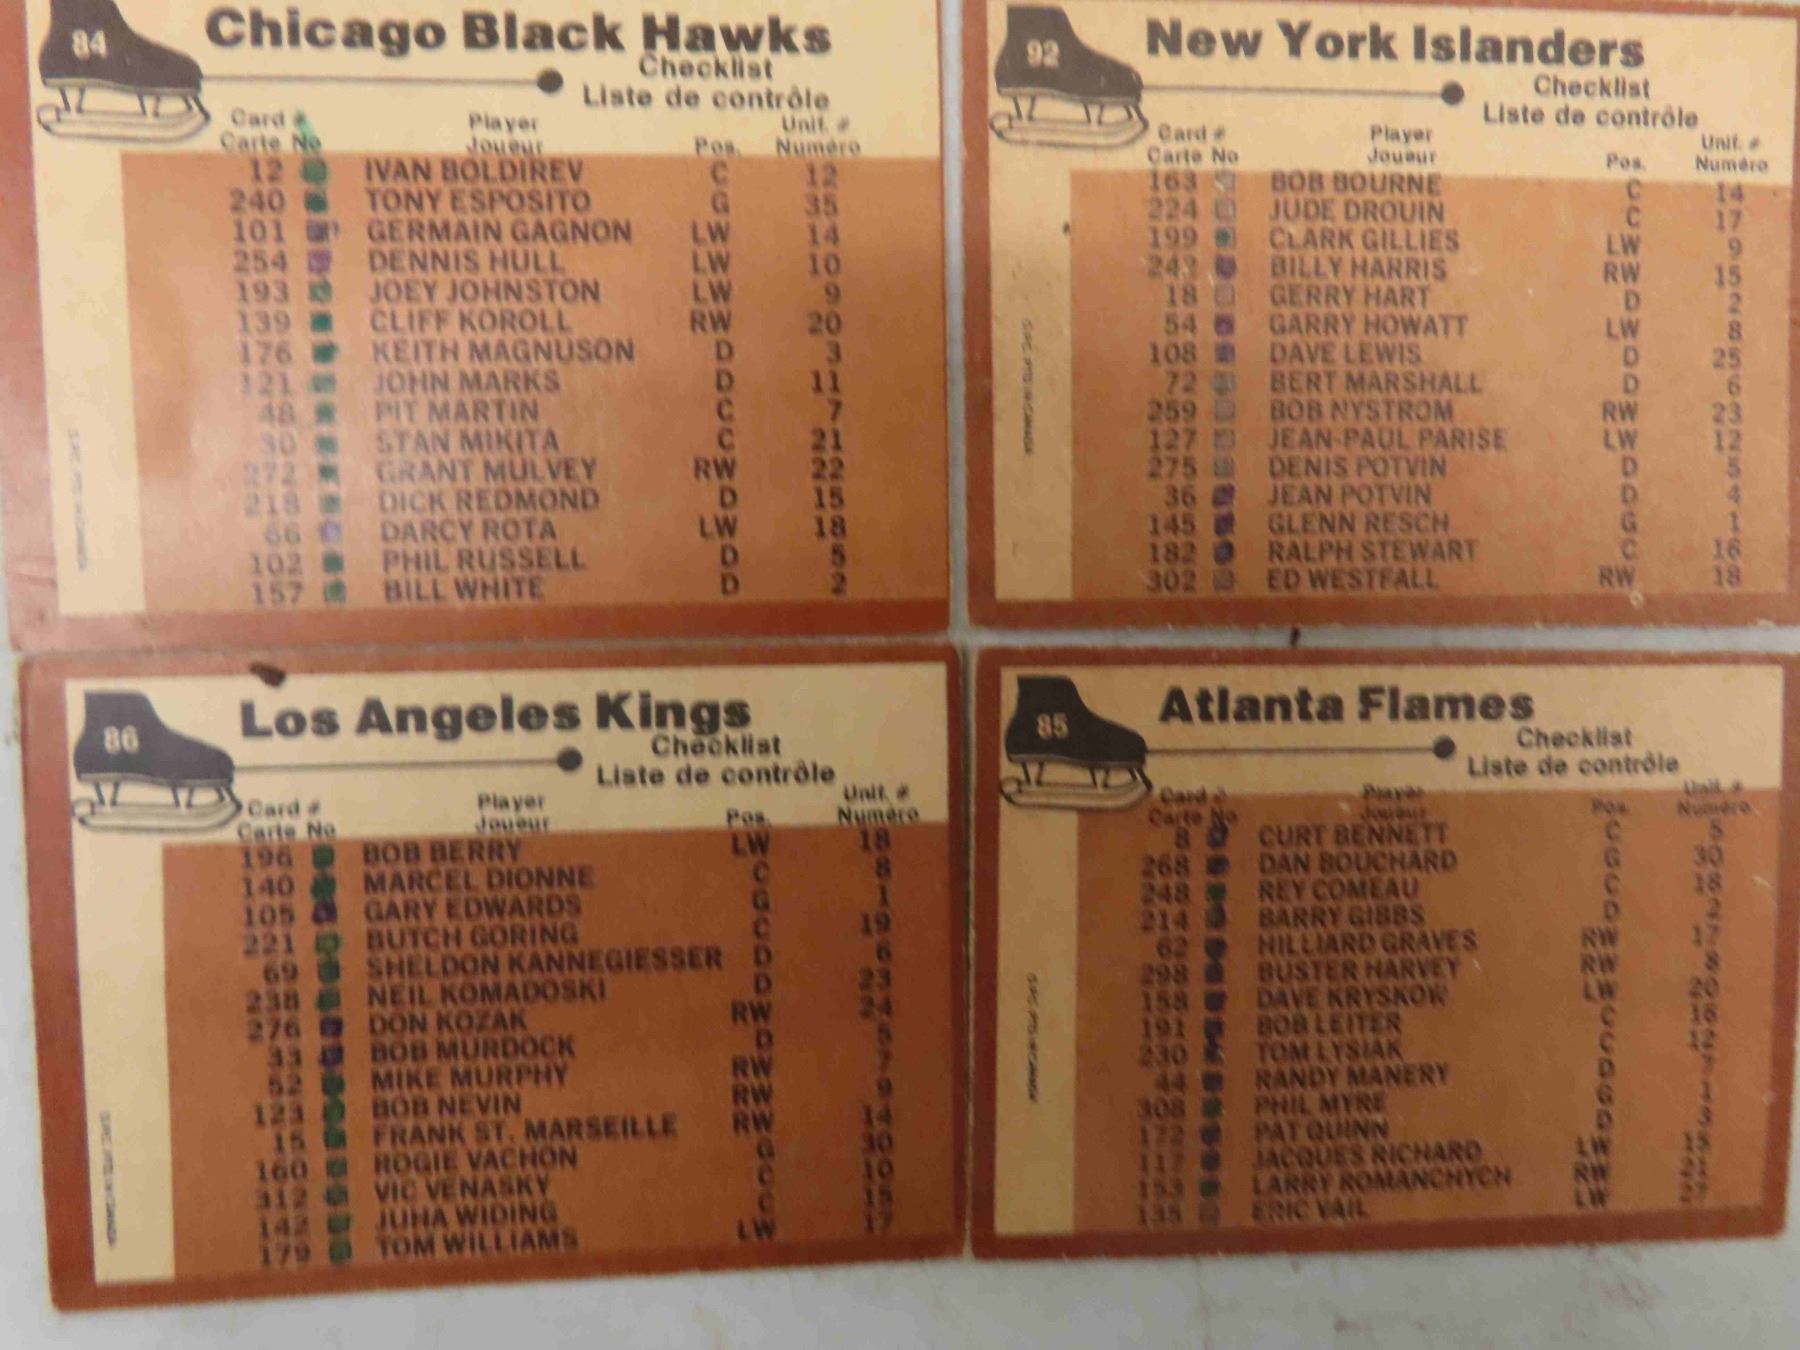 84
Chicago Black Hawks
Checklist
Liste de contrôle
Card # Player Unif. #
Carte No Joueur Pos. Numéro
12 IVAN BOLDIREV C 12
240 TONY ESPOSITO G 35
101 GERMAIN GAGNON LW 14
254 DENNIS HULL LW 10
193 JOEY JOHNSTON LW 9
139 CLIFF KOROLL RW 20
176 KEITH MAGNUSON D 3
121 JOHN MARKS D 11
48 PIT MARTIN C 7
30 STAN MIKITA C 21
272 GRANT MULVEY RW 22
218 DICK REDMOND D 15
66 DARCY ROTA LW 18
102 PHIL RUSSELL D 5
157 BILL WHITE D 2
92
New York Islanders
Checklist
Liste de contrôle
Card # Player Unif. #
Carte No Joueur Pos. Numéro
163 BOB BOURNE C 14
224 JUDE DROUIN C 17
199 CLARK GILLIES LW 9
242 BILLY HARRIS RW 15
18 GERRY HART D 2
54 GARRY HOWATT LW 8
108 DAVE LEWIS D 25
72 BERT MARSHALL D 6
259 BOB NYSTROM RW 23
127 JEAN-PAUL PARISE LW 12
275 DENIS POTVIN D 5
36 JEAN POTVIN D 4
145 GLENN RESCH G 1
182 RALPH STEWART C 16
302 ED WESTFALL RW 18
86
Los Angeles Kings
Checklist
Liste de contrôle
Card # Player Unif. #
Carte No Joueur Pos. Numéro
196 BOB BERRY LW 18
140 MARCEL DIONNE C 8
105 GARY EDWARDS G 1
221 BUTCH GORING C 19
69 SHELDON KANNEGIESSER D 6
238 NEIL KOMADOSKI D 23
276 DON KOZAK RW 24
33 BOB MURDOCK D 5
52 MIKE MURPHY RW 7
123 BOB NEVIN RW 9
15 FRANK ST. MARSEILLE RW 14
160 ROGIE VACHON G 30
312 VIC VENASKY C 10
142 JUHA WIDING C
179 TOM WILLIAMS LW 17
85
Atlanta Flames
Checklist
Liste de contrôle
Card # Player Unif. #
Carte No Joueur Pos. Numéro
8 CURT BENNETT C 5
268 DAN BOUCHARD G 30
248 REY COMEAU C
214 BARRY GIBBS D 2
62 HILLIARD GRAVES RW
298 BUSTER HARVEY RW 8
158 DAVE KRYSKOW LW 20
191 BOB LEITER C 16
230 TOM LYSIAK C 12
44 RANDY MANERY D 7
308 PHIL MYRE G 1
172 PAT QUINN D
117 JACQUES RICHARD LW
153 LARRY ROMANCHYCH RW
135 ERIC VAIL LW